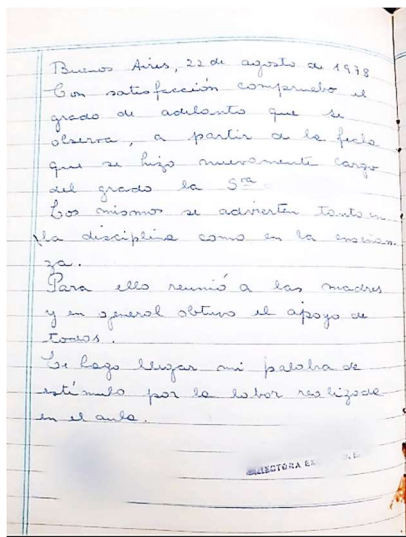 Buenos Aires, 22 de agosto de 1978
Con satisfacción compruebo el
grado de adelanto que se
observa, a partir de la fecha
que se hizo nuevamente cargo
del grado la Sra.
Los mismos se advierten tanto en
la disciplina como en la enseñan
za.
Para ello reunió a las madres
y en general obtuvo el apoyo de
todos.
Le hago llegar mi palabra de
estímulo por la labor realizada
en el aula.
DIRECTORA